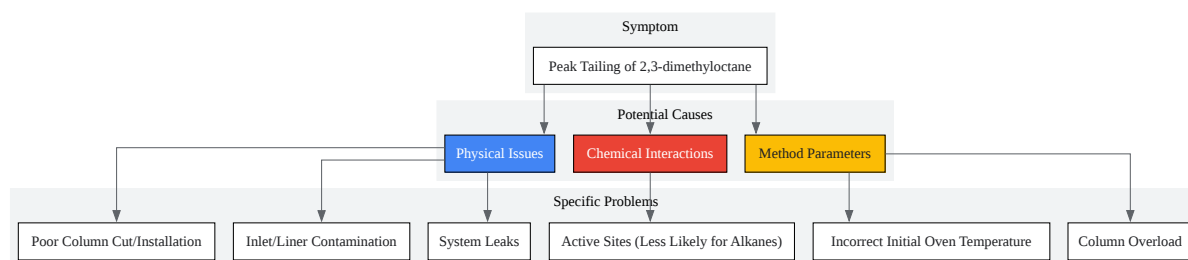 Symptom
Peak Tailing of 2,3-dimethyloctane
Potential Causes
Physical Issues
Chemical Interactions
Method Parameters
Specific Problems
Poor Column Cut/Installation
Inlet/Liner Contamination
System Leaks
Active Sites (Less Likely for Alkanes)
Incorrect Initial Oven Temperature
Column Overload